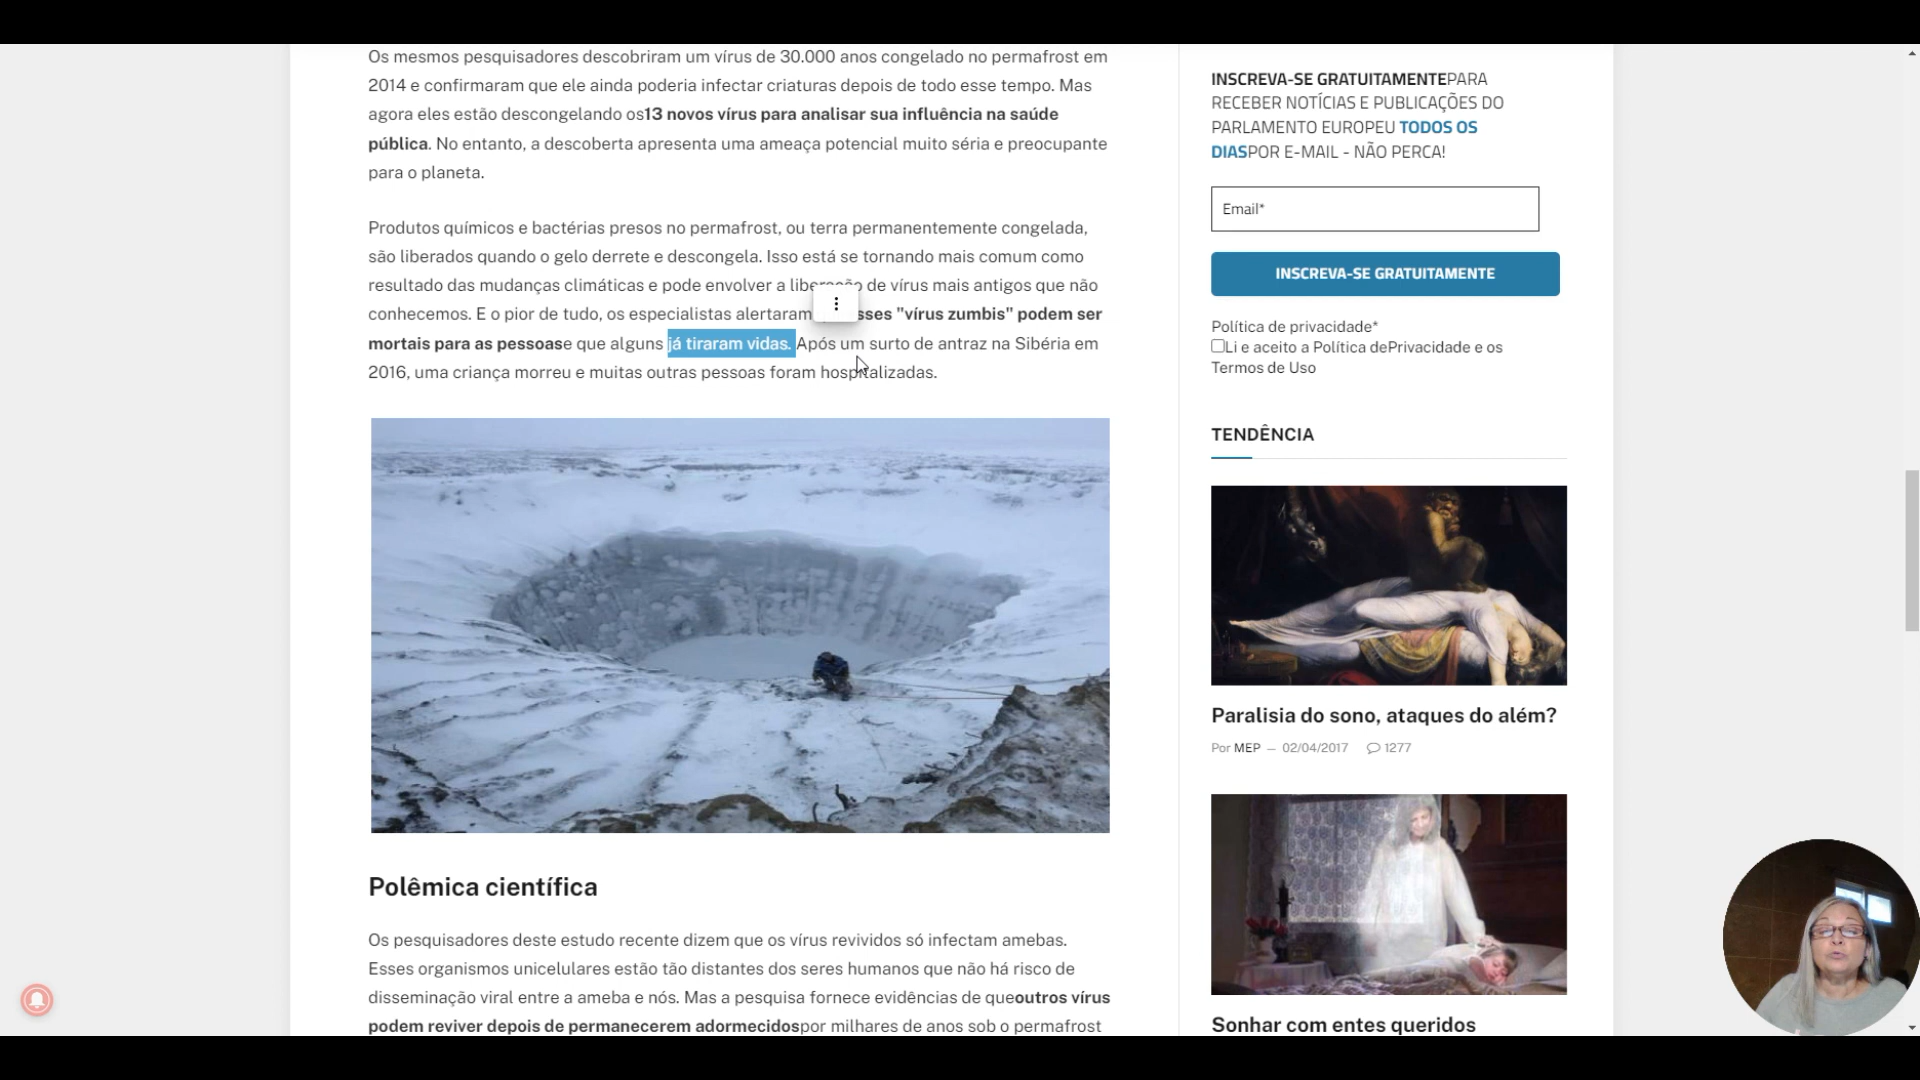 Os mesmos pesquisadores descobriram um vírus de 30.000 anos congelado no permafrost em
2014 e confirmaram que ele ainda poderia infectar criaturas depois de todo esse tempo. Mas
agora eles estão descongelando os13 novos vírus para analisar sua influência na saúde
pública. No entanto, a descoberta apresenta uma ameaça potencial muito séria e preocupante
para o planeta.
Produtos químicos e bactérias presos no permafrost, ou terra permanentemente congelada,
são liberados quando o gelo derrete e descongela. Isso está se tornando mais comum como
resultado das mudanças climáticas e pode envolver a liberação de vírus mais antigos que não
conhecemos. E o pior de tudo, os especialistas alertaram esses "vírus zumbis" podem ser
mortais para as pessoase que alguns já tiraram vidas. Após um surto de antraz na Sibéria em
2016, uma criança morreu e muitas outras pessoas foram hospitalizadas.
Polêmica científica
Os pesquisadores deste estudo recente dizem que os vírus revividos só infectam amebas.
Esses organismos unicelulares estão tão distantes dos seres humanos que não há risco de
disseminação viral entre a ameba e nós. Mas a pesquisa fornece evidências de queoutros vírus
podem reviver depois de permanecerem adormecidospor milhares de anos sob o permafrost
INSCREVA-SE GRATUITAMENTEPARA
RECEBER NOTÍCIAS E PUBLICAÇÕES DO
PARLAMENTO EUROPEU TODOS OS
DIASPOR E-MAIL - NÃO PERCA!
Email*
INSCREVA-SE GRATUITAMENTE
Política de privacidade*
Li e aceito a Política dePrivacidade e os
Termos de Uso
TENDÊNCIA
Paralisia do sono, ataques do além?
Por MEP — 02/04/2017 1277
Sonhar com entes queridos